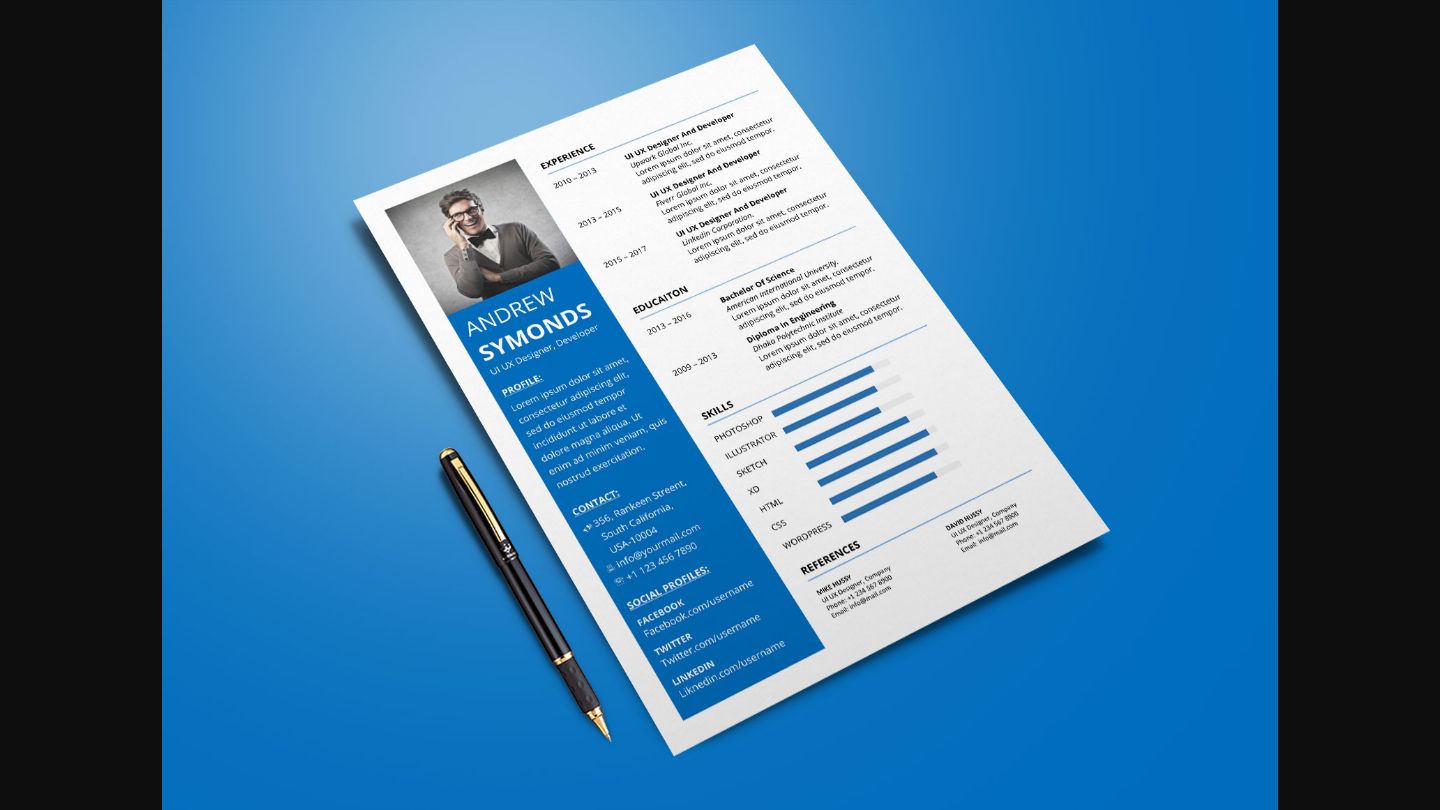 ANDREW
SYMONDS
UI UX Designer, Developer
PROFILE:
Lorem ipsum dolor sit amet,
consectetur adipiscing elit,
sed do eiusmod tempor
incididunt ut labore et
dolore magna aliqua. Ut
enim ad minim veniam, quis
nostrud exercitation.
CONTACT:
356, Rankeen Streent,
South California,
USA-10004
info@yourmail.com
+1 123 456 7890
SOCIAL PROFILES:
FACEBOOK
Facebook.com/username
TWITTER
Twitter.com/username
LINKEDIN
Liknedin.com/username
EXPERIENCE
2010 – 2013
UI UX Designer And Developer
Upwork Global Inc.
Lorem ipsum dolor sit amet, consectetur
adipiscing elit, sed do eiusmod tempor.
2013 – 2015
UI UX Designer And Developer
Fiverr Global Inc.
Lorem ipsum dolor sit amet, consectetur
adipiscing elit, sed do eiusmod tempor.
2015 – 2017
UI UX Designer And Developer
Linkedin Corporation.
Lorem ipsum dolor sit amet, consectetur
adipiscing elit, sed do eiusmod tempor.
EDUCAITON
2013 – 2016
Bachelor Of Science
American International University.
Lorem ipsum dolor sit amet, consectetur
adipiscing elit, sed do eiusmod tempor.
2009 – 2013
Diploma in Engineering
Dhaka Polytechnic Institute
Lorem ipsum dolor sit amet, consectetur
adipiscing elit, sed do eiusmod tempor.
SKILLS
PHOTOSHOP
ILLUSTRATOR
SKETCH
XD
HTML
CSS
WORDPRESS
REFERENCES
MIKE HUSSY
UI UX Designer, Company
Phone: +1 234 567 8900
Email: info@mail.com
DAVID HUSSY
UI UX Designer, Company
Phone: +1 234 567 8900
Email: info@mail.com